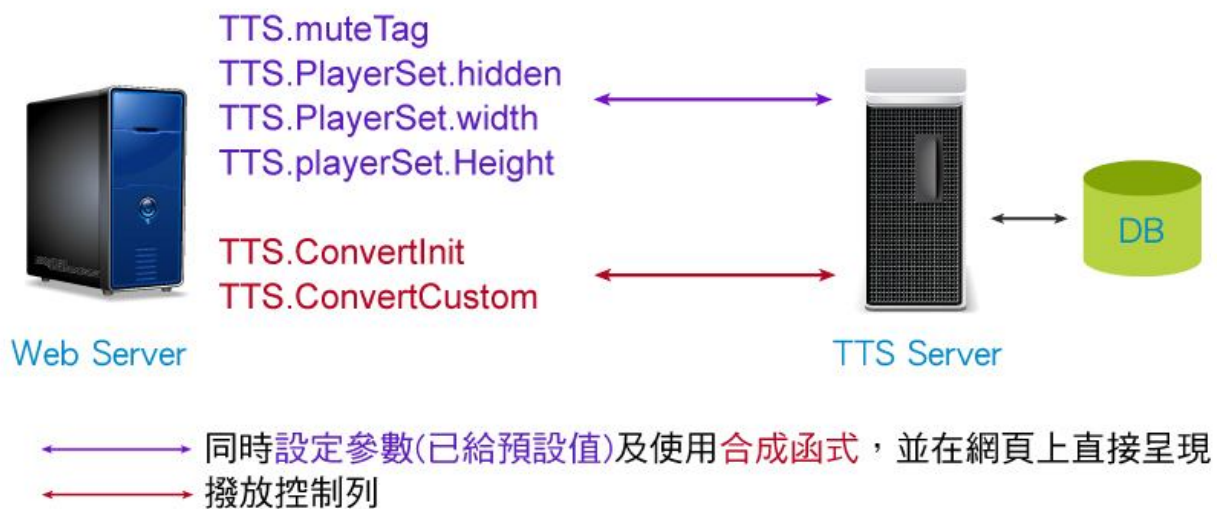 TTS.muteTag
TTS.PlayerSet.hidden
TTS.PlayerSet.width
TTS.playerSet.Height
TTS.ConvertInit
TTS.ConvertCustom
DB
Web Server
TTS Server
同時設定參數(已給預設值)及使用合成函式，並在網頁上直接呈現
撥放控制列